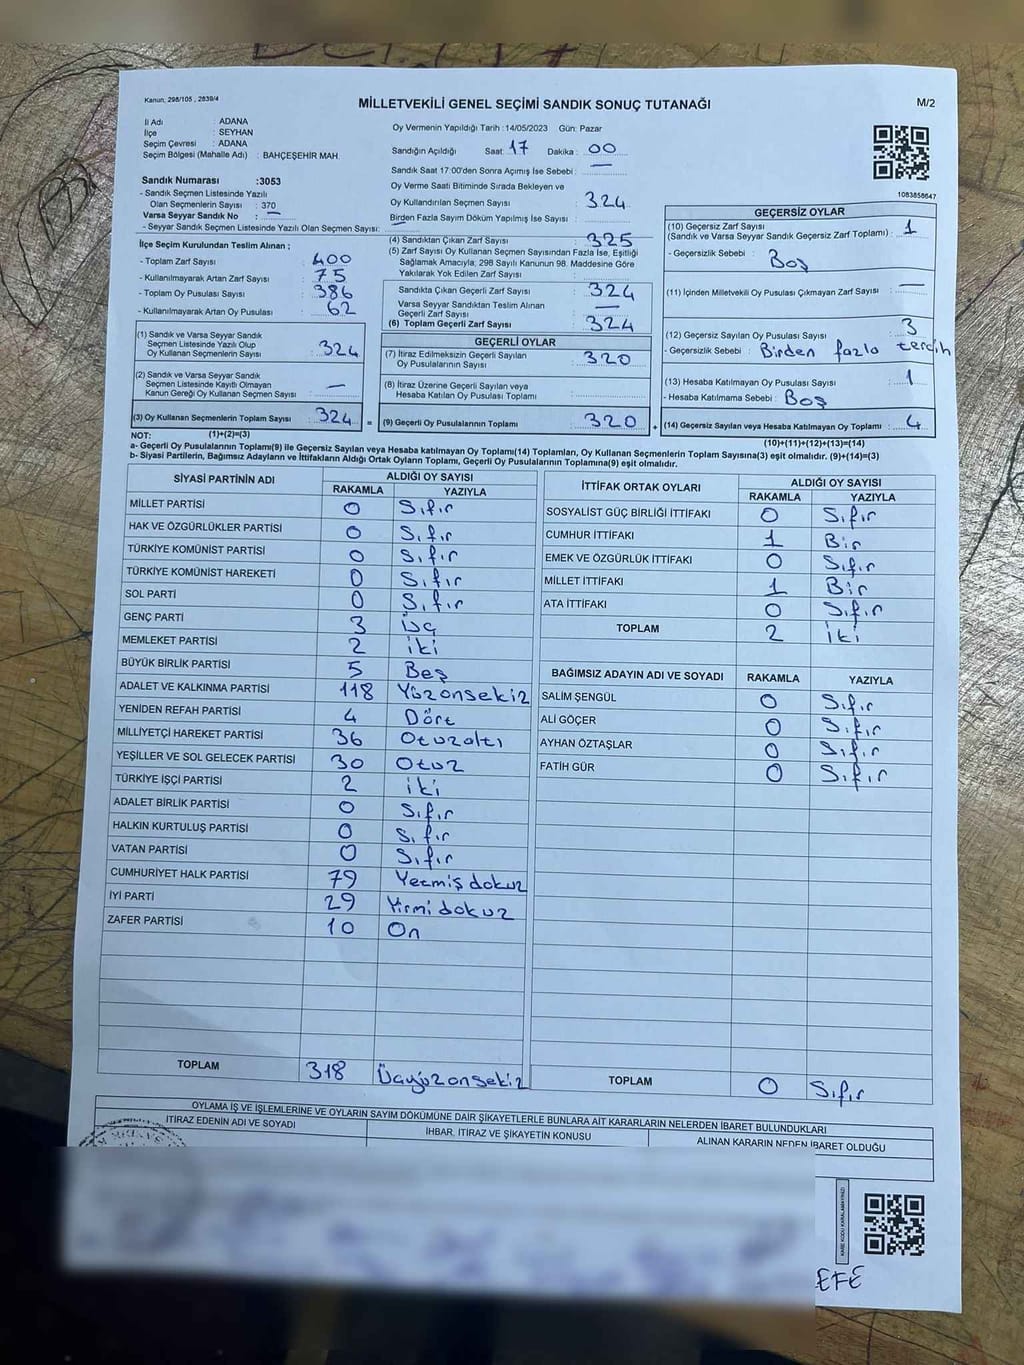 Kanun; 298/105 , 2839/4
MİLLETVEKİLİ GENEL SEÇİMİ SANDIK SONUÇ TUTANAĞI
M/2
İl Adı : ADANA
İlçe : SEYHAN
Seçim Çevresi : ADANA
Seçim Bölgesi (Mahalle Adı) : BAHÇEŞEHİR MAH.
Sandık Numarası :3053
- Sandık Seçmen Listesinde Yazılı
Olan Seçmenlerin Sayısı : 370
Varsa Seyyar Sandık No : —
- Seyyar Sandık Seçmen Listesinde Yazılı Olan Seçmen Sayısı:
İlçe Seçim Kurulundan Teslim Alınan ;
- Toplam Zarf Sayısı : 400
- Kullanılmayarak Artan Zarf Sayısı : 75
- Toplam Oy Pusulası Sayısı : 386
- Kullanılmayarak Artan Oy Pusulası : 62
(1) Sandık ve Varsa Seyyar Sandık
Seçmen Listesinde Yazılı Olup
Oy Kullanan Seçmenlerin Sayısı : 324
(2) Sandık ve Varsa Seyyar Sandık
Seçmen Listesinde Kayıtlı Olmayan
Kanun Gereği Oy Kullanan Seçmen Sayısı : —
(3) Oy Kullanan Seçmenlerin Toplam Sayısı : 324 =
(1)+(2)=(3)
Oy Vermenin Yapıldığı Tarih :14/05/2023 Gün: Pazar
Sandığın Açıldığı Saat: 17 Dakika : 00
Sandık Saat 17:00'den Sonra Açılmış İse Sebebi : —
Oy Verme Saati Bitiminde Sırada Bekleyen ve
Oy Kullandırılan Seçmen Sayısı : 324
Birden Fazla Sayım Döküm Yapılmış İse Sayısı :
(4) Sandıktan Çıkan Zarf Sayısı : 325
(5) Zarf Sayısı Oy Kullanan Seçmen Sayısından Fazla İse, Eşitliği
Sağlamak Amacıyla; 298 Sayılı Kanunun 98. Maddesine Göre
Yakılarak Yok Edilen Zarf Sayısı :
Sandıkta Çıkan Geçerli Zarf Sayısı : 324
Varsa Seyyar Sandıktan Teslim Alınan
Geçerli Zarf Sayısı : —
(6) Toplam Geçerli Zarf Sayısı : 324
GEÇERLİ OYLAR
(7) İtiraz Edilmeksizin Geçerli Sayılan
Oy Pusulalarının Sayısı : 320
(8) İtiraz Üzerine Geçerli Sayılan veya
Hesaba Katılan Oy Pusulası Toplamı :
(9) Geçerli Oy Pusulalarının Toplamı : 320 +
1083858647
GEÇERSİZ OYLAR
(10) Geçersiz Zarf Sayısı
(Sandık ve Varsa Seyyar Sandık Geçersiz Zarf Toplamı) : 1
- Geçersizlik Sebebi : Boş
(11) İçinden Milletvekili Oy Pusulası Çıkmayan Zarf Sayısı : —
(12) Geçersiz Sayılan Oy Pusulası Sayısı : 3
- Geçersizlik Sebebi : Birden fazla tercih
(13) Hesaba Katılmayan Oy Pusulası Sayısı : 1
- Hesaba Katılmama Sebebi : Boş
(14) Geçersiz Sayılan veya Hesaba Katılmayan Oy Toplamı : 4
(10)+(11)+(12)+(13)=(14)
NOT:
a- Geçerli Oy Pusulalarının Toplamı(9) ile Geçersiz Sayılan veya Hesaba katılmayan Oy Toplamı(14) Toplamları, Oy Kullanan Seçmenlerin Toplam Sayısına(3) eşit olmalıdır. (9)+(14)=(3)
b- Siyasi Partilerin, Bağımsız Adayların ve İttifakların Aldığı Ortak Oyların Toplamı, Geçerli Oy Pusulalarının Toplamına(9) eşit olmalıdır.
SİYASİ PARTİNİN ADI ALDIĞI OY SAYISI
RAKAMLA YAZIYLA
MİLLET PARTİSİ 0 Sıfır
HAK VE ÖZGÜRLÜKLER PARTİSİ 0 Sıfır
TÜRKİYE KOMÜNİST PARTİSİ 0 Sıfır
TÜRKİYE KOMÜNİST HAREKETİ 0 Sıfır
SOL PARTİ 0 Sıfır
GENÇ PARTİ 3 Üç
MEMLEKET PARTİSİ 2 İki
BÜYÜK BİRLİK PARTİSİ 5 Beş
ADALET VE KALKINMA PARTİSİ 118 Yüzonsekiz
YENİDEN REFAH PARTİSİ 4 Dört
MİLLİYETÇİ HAREKET PARTİSİ 36 Otuzaltı
YEŞİLLER VE SOL GELECEK PARTİSİ 30 Otuz
TÜRKİYE İŞÇİ PARTİSİ 2 İki
ADALET BİRLİK PARTİSİ 0 Sıfır
HALKIN KURTULUŞ PARTİSİ 0 Sıfır
VATAN PARTİSİ 0 Sıfır
CUMHURİYET HALK PARTİSİ 79 Yetmişdokuz
İYİ PARTİ 29 Yirmidokuz
ZAFER PARTİSİ 10 On
TOPLAM 318 Üçyüzonsekiz
İTTİFAK ORTAK OYLARI ALDIĞI OY SAYISI
RAKAMLA YAZIYLA
SOSYALİST GÜÇ BİRLİĞİ İTTİFAKI 0 Sıfır
CUMHUR İTTİFAKI 1 Bir
EMEK VE ÖZGÜRLÜK İTTİFAKI 0 Sıfır
MİLLET İTTİFAKI 1 Bir
ATA İTTİFAKI 0 Sıfır
TOPLAM 2 İki
BAĞIMSIZ ADAYIN ADI VE SOYADI RAKAMLA YAZIYLA
SALİM ŞENGÜL 0 Sıfır
ALİ GÖÇER 0 Sıfır
AYHAN ÖZTAŞLAR 0 Sıfır
FATİH GÜR 0 Sıfır
TOPLAM 0 Sıfır
OYLAMA İŞ VE İŞLEMLERİNE VE OYLARIN SAYIM DÖKÜMÜNE DAİR ŞİKAYETLERLE BUNLARA AİT KARARLARIN NELERDEN İBARET BULUNDUKLARI
İTİRAZ EDENİN ADI VE SOYADI İHBAR, İTİRAZ VE ŞİKAYETİN KONUSU ALINAN KARARIN NEDEN İBARET OLDUĞU
KARE KODU KARALAMAYINIZ!
EFE